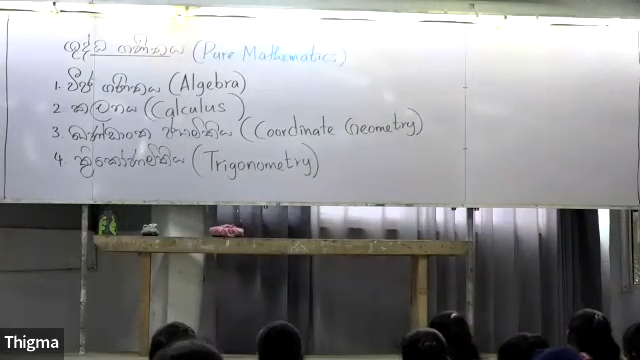 ශුද්ධ ගණිතය (Pure Mathematics)
1. වීජ ගණිතය (Algebra)
2. කලනය (Calculus)
3. ඛණ්ඩාංක ජ්‍යාමිතිය (Coordinate Geometry)
4. ත්‍රිකෝණමිතිය (Trigonometry)
Thigma